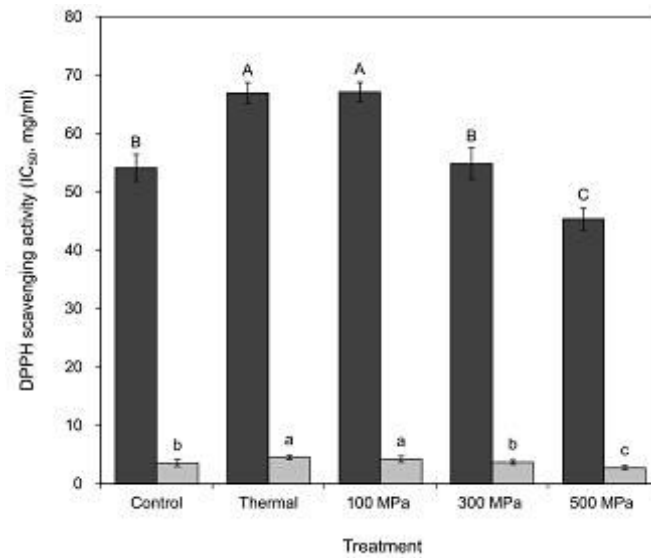 80
70
60
50
40
30
20
10
0
DPPH scavenging activity (IC₅₀, mg/ml)
B
A
A
B
C
b
a
a
b
c
Control Thermal 100 MPa 300 MPa 500 MPa
Treatment